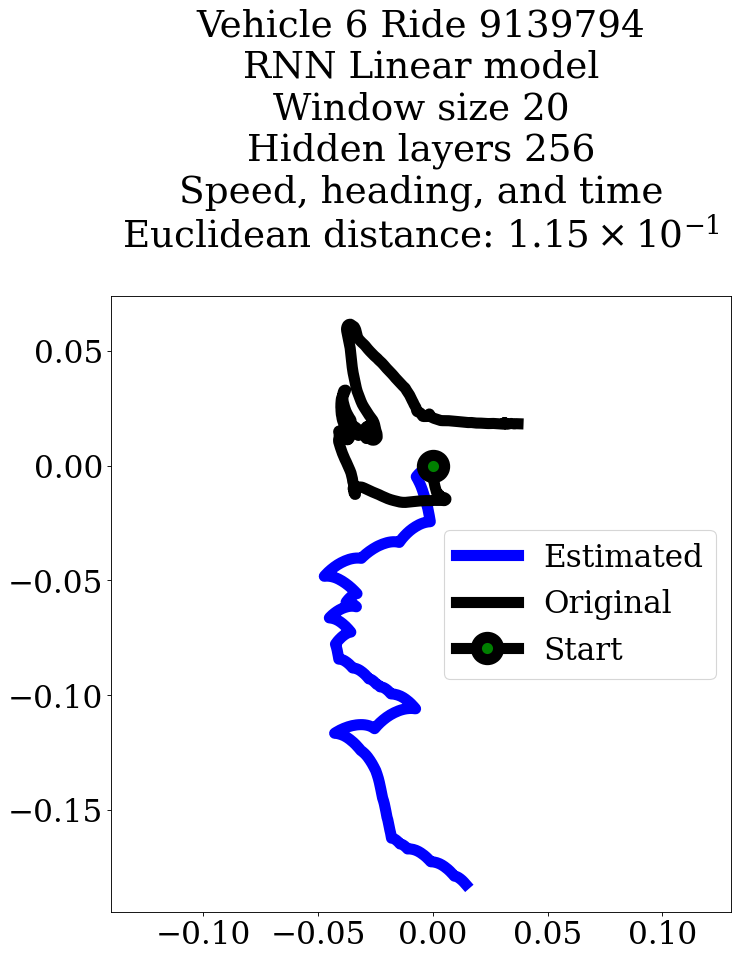 Vehicle 6 Ride 9139794
RNN Linear model
Window size 20
Hidden layers 256
Speed, heading, and time
Euclidean distance: 1.15 × 10⁻¹
0.05
0.00
−0.05
−0.10
−0.15
Estimated
Original
Start
−0.10 −0.05 0.00 0.05 0.10